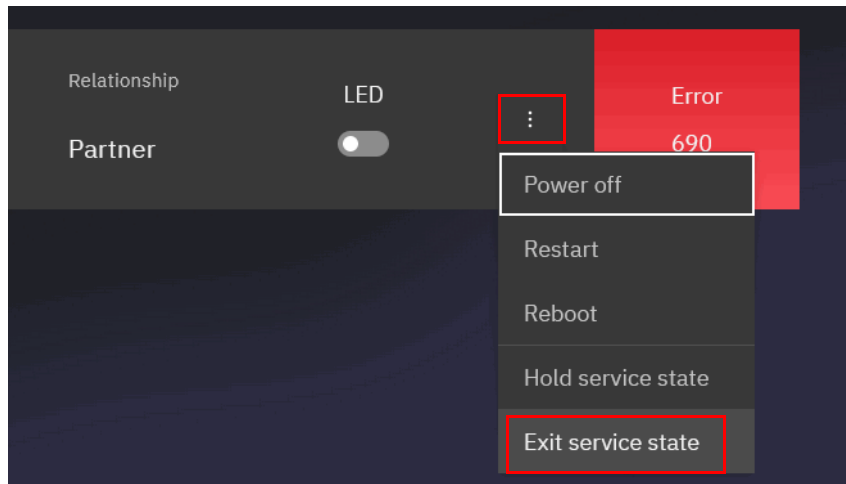 Relationship
Partner
LED
Error
690
Power off
Restart
Reboot
Hold service state
Exit service state